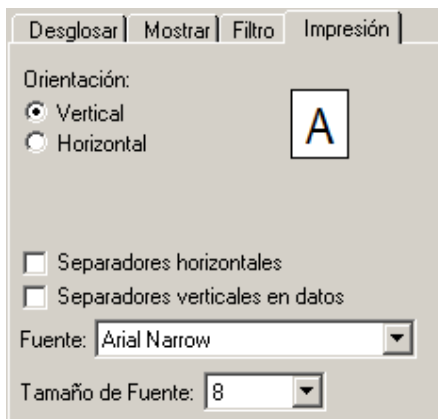 Desglosar Mostrar Filtro Impresión
Orientación:
Vertical
A
Horizontal
Separadores horizontales
Separadores verticales en datos
Fuente: Arial Narrow
Tamaño de Fuente: 8